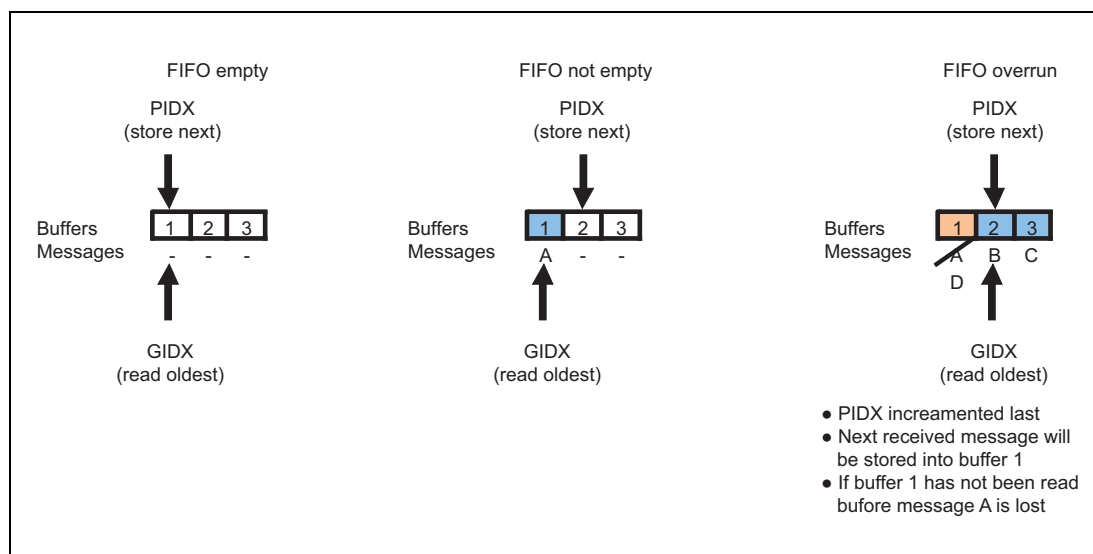 FIFO empty
PIDX
(store next)
Buffers 1 2 3
Messages - - -
GIDX
(read oldest)
FIFO not empty
PIDX
(store next)
Buffers 1 2 3
Messages A - -
GIDX
(read oldest)
FIFO overrun
PIDX
(store next)
Buffers 1 2 3
Messages A B C
D
GIDX
(read oldest)
● PIDX increamented last
● Next received message will
be stored into buffer 1
● If buffer 1 has not been read
bufore message A is lost